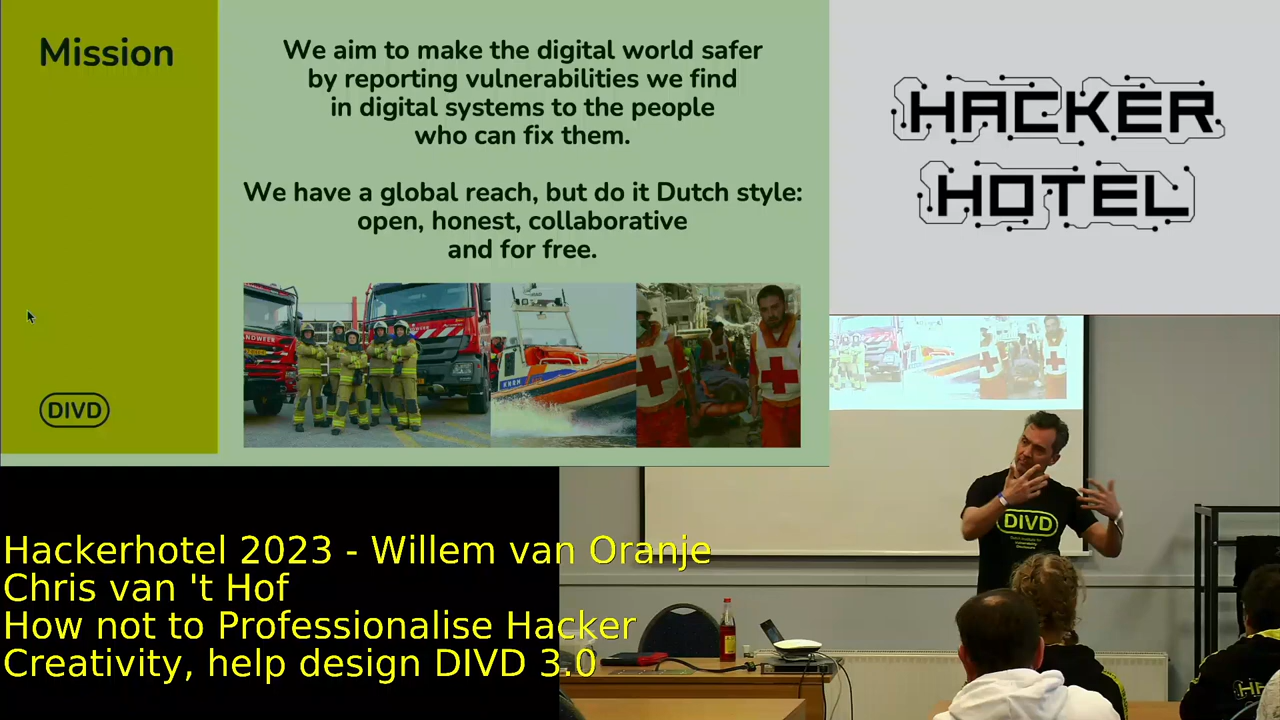 Mission
We aim to make the digital world safer
by reporting vulnerabilities we find
in digital systems to the people
who can fix them.
We have a global reach, but do it Dutch style:
open, honest, collaborative
and for free.
DIVD
HACKER
HOTEL
DIVD
Hackerhotel 2023 - Willem van Oranje
Chris van 't Hof
How not to Professionalise Hacker
Creativity, help design DIVD 3.0